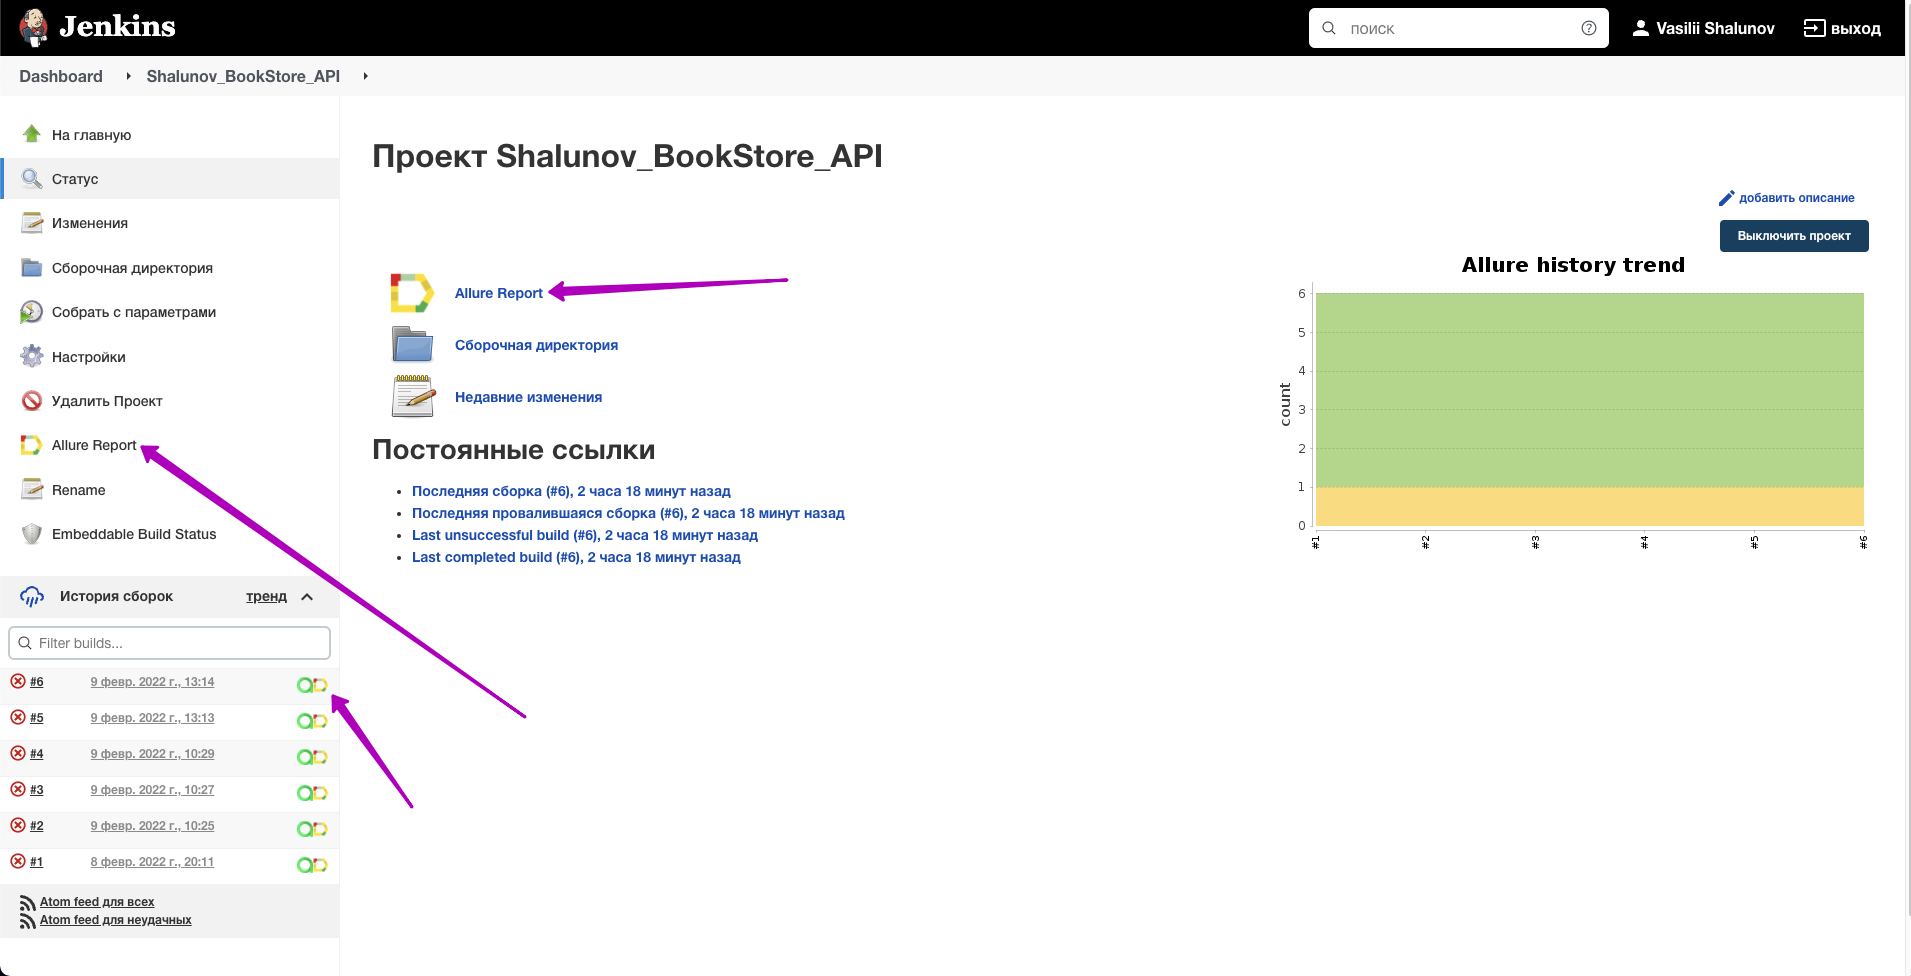 Jenkins
поиск
Vasilii Shalunov
выход
Dashboard
Shalunov_BookStore_API
На главную
Статус
Изменения
Сборочная директория
Собрать с параметрами
Настройки
Удалить Проект
Allure Report
Rename
Embeddable Build Status
История сборок
тренд
Filter builds...
#6 9 февр. 2022 г., 13:14
#5 9 февр. 2022 г., 13:13
#4 9 февр. 2022 г., 10:29
#3 9 февр. 2022 г., 10:27
#2 9 февр. 2022 г., 10:25
#1 8 февр. 2022 г., 20:11
Atom feed для всех
Atom feed для неудачных
Проект Shalunov_BookStore_API
добавить описание
Выключить проект
Allure Report
Сборочная директория
Недавние изменения
Постоянные ссылки
Последняя сборка (#6), 2 часа 18 минут назад
Последняя провалившаяся сборка (#6), 2 часа 18 минут назад
Last unsuccessful build (#6), 2 часа 18 минут назад
Last completed build (#6), 2 часа 18 минут назад
Allure history trend
count
6
5
4
3
2
1
0
#1
#2
#3
#4
#5
#6